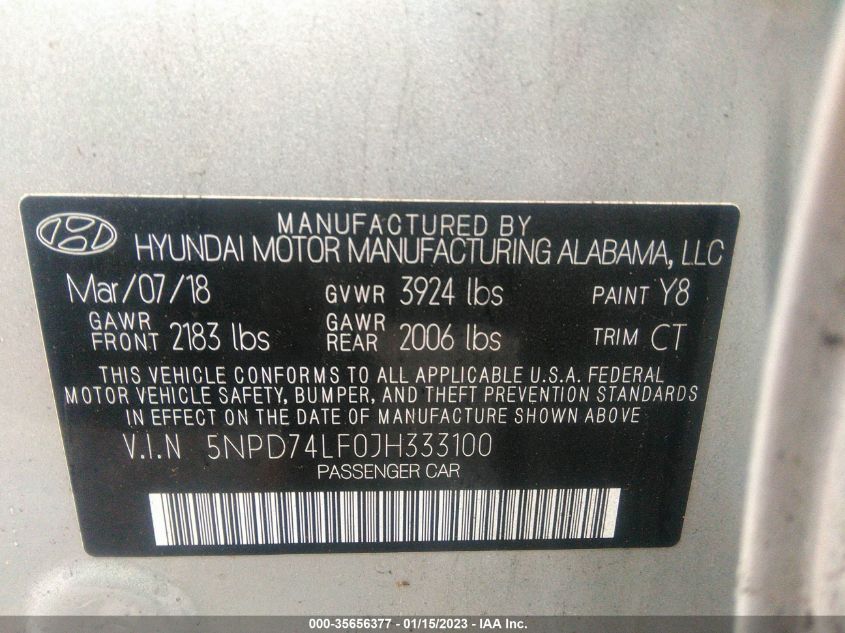 MANUFACTURED BY
HYUNDAI MOTOR MANUFACTURING ALABAMA, LLC
Mar/07/18 GVWR 3924 lbs PAINT Y8
GAWR FRONT 2183 lbs GAWR REAR 2006 lbs TRIM CT
THIS VEHICLE CONFORMS TO ALL APPLICABLE U.S.A. FEDERAL
MOTOR VEHICLE SAFETY, BUMPER, AND THEFT PREVENTION STANDARDS
IN EFFECT ON THE DATE OF MANUFACTURE SHOWN ABOVE
V.I.N 5NPD74LF0JH333100
PASSENGER CAR
000-35656377 - 01/15/2023 - IAA Inc.